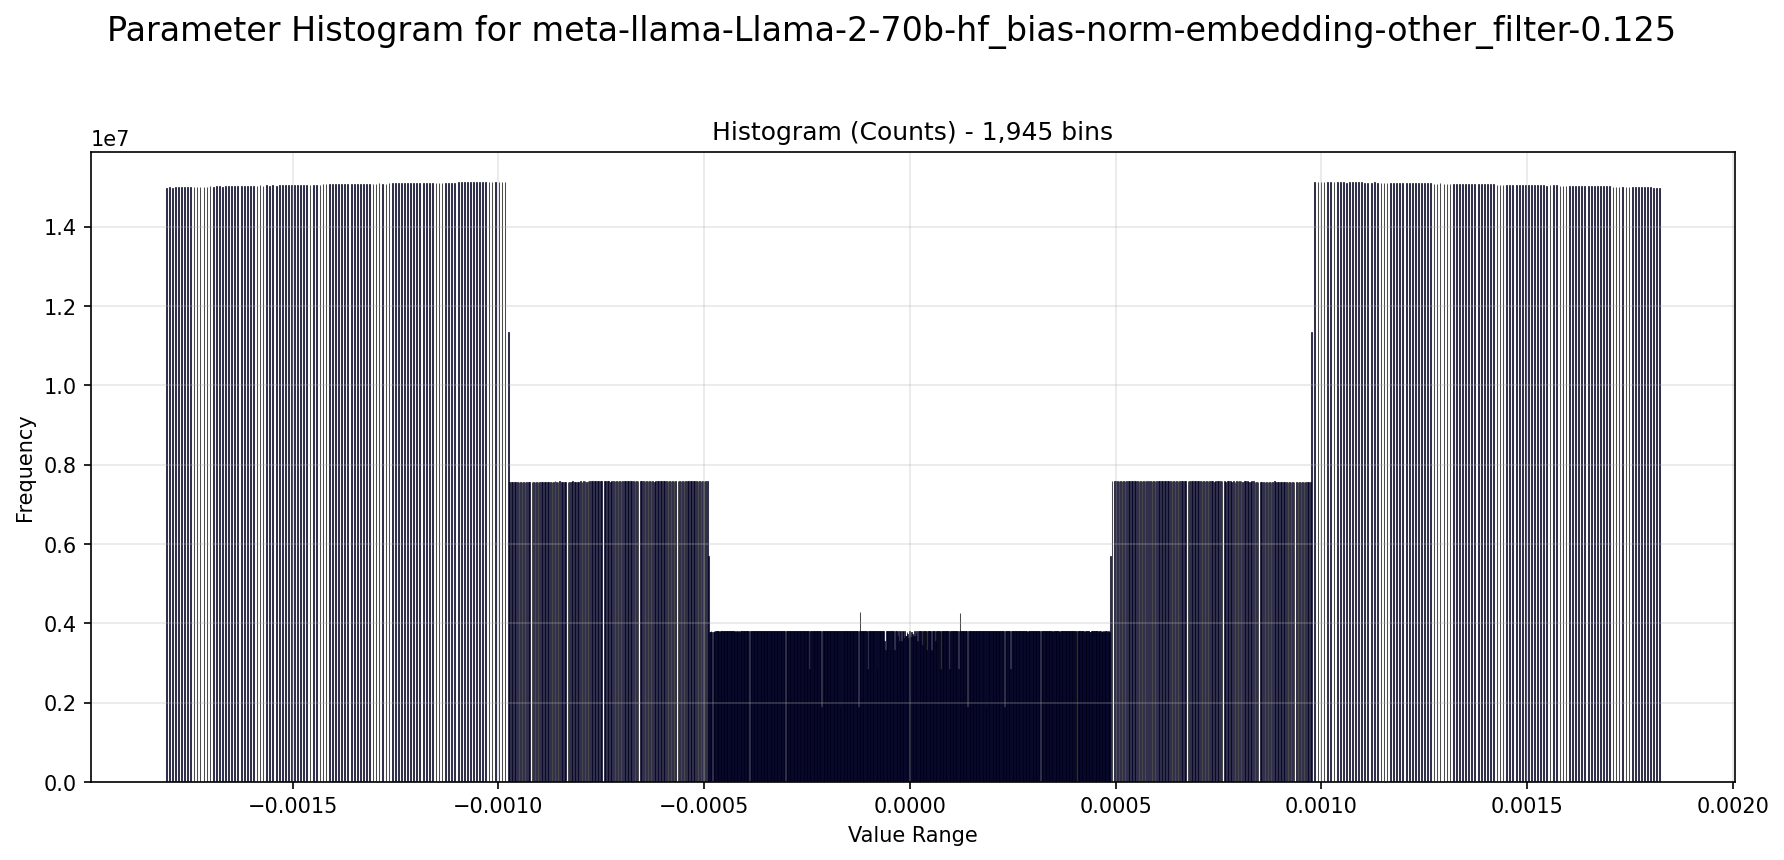 Parameter Histogram for meta-llama-Llama-2-70b-hf_bias-norm-embedding-other_filter-0.125
Histogram (Counts) - 1,945 bins
1e7
1.4
1.2
1.0
0.8
0.6
0.4
0.2
0.0
Frequency
−0.0015 −0.0010 −0.0005 0.0000 0.0005 0.0010 0.0015 0.0020
Value Range